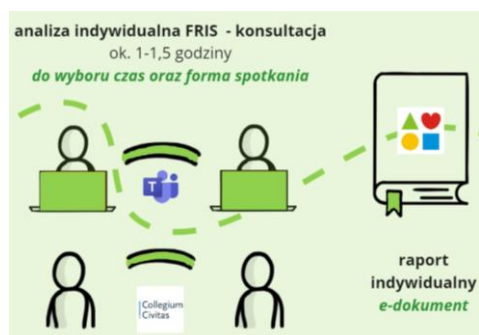 analiza indywidualna FRIS - konsultacja
ok. 1-1,5 godziny
do wyboru czas oraz forma spotkania
T
Collegium
Civitas
raport
indywidualny
e-dokument